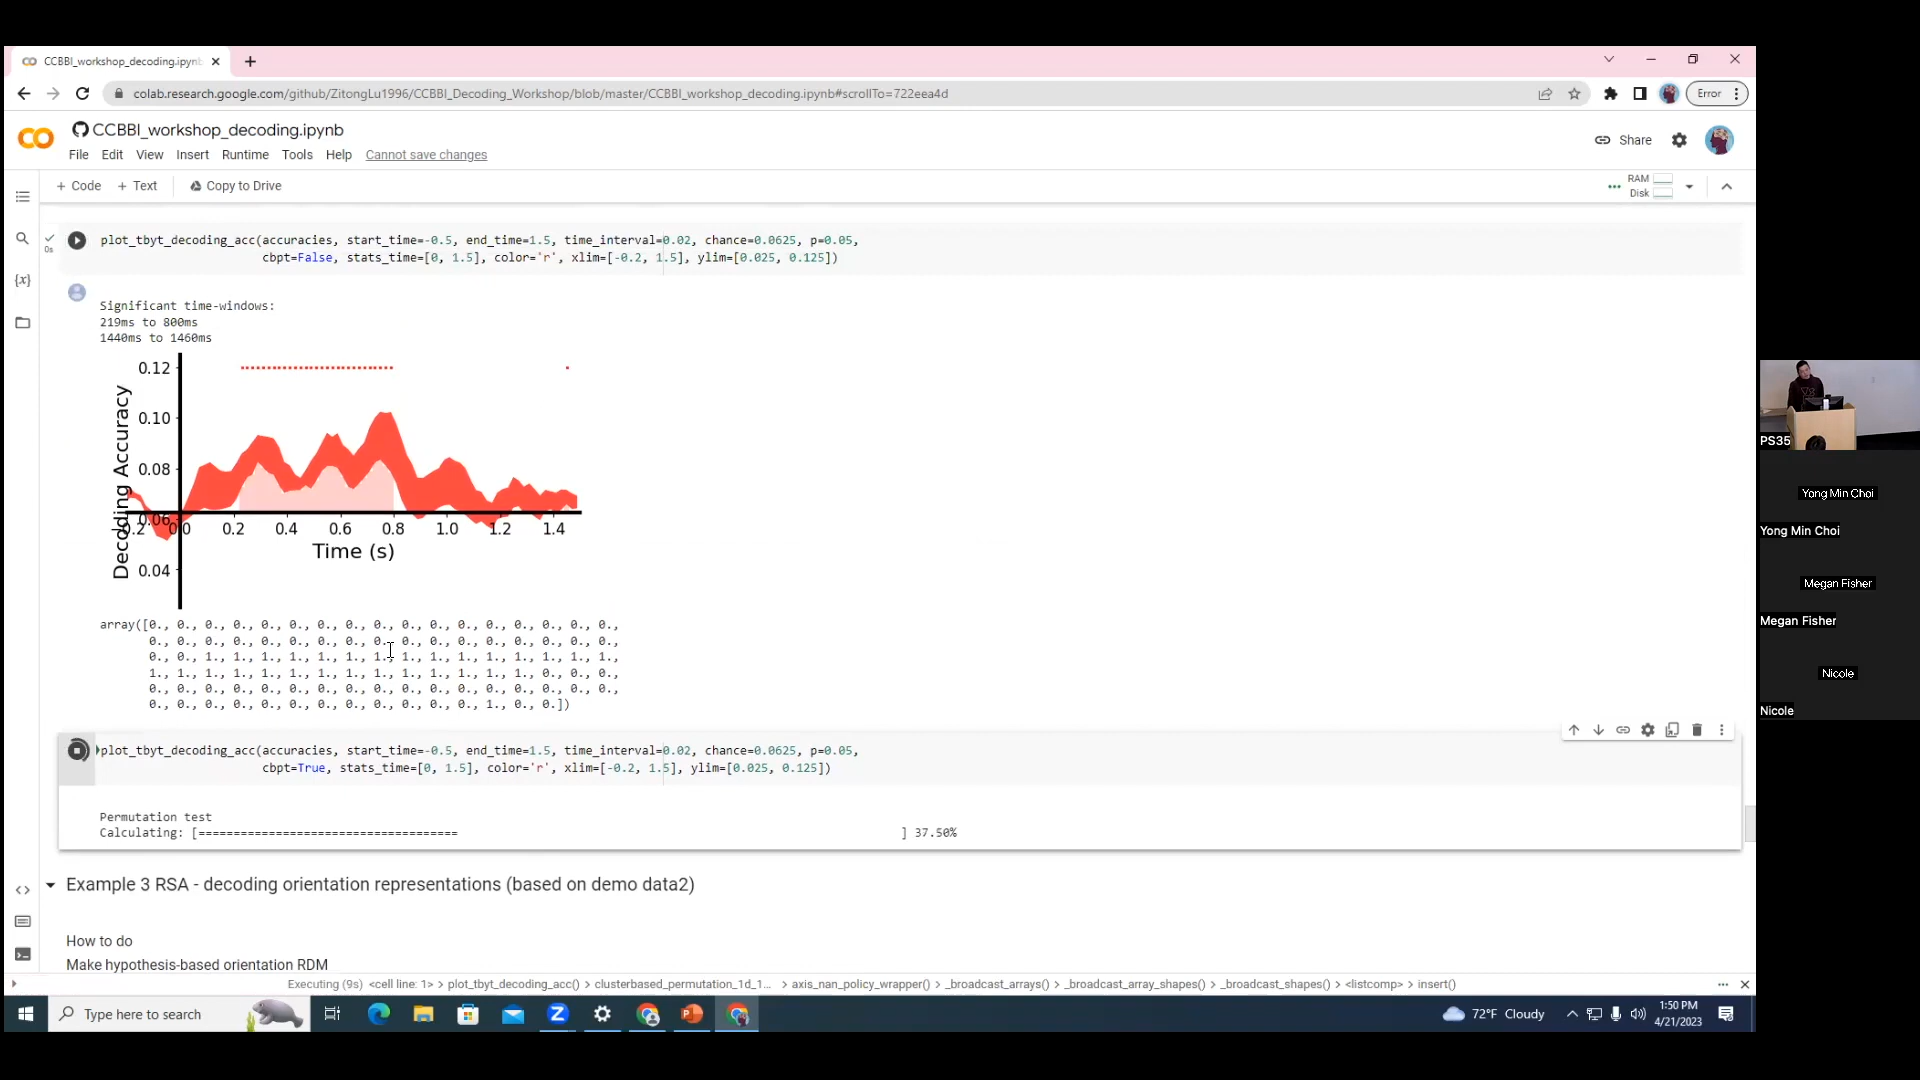 CCBBI_workshop_decoding.ipynb
colab.research.google.com/github/ZitongLu1996/CCBBI_Decoding_Workshop/blob/master/CCBBI_workshop_decoding.ipynb#scrollTo=722eea4d
Error
CCBBI_workshop_decoding.ipynb
Share
File Edit View Insert Runtime Tools Help Cannot save changes
+ Code + Text Copy to Drive
RAM
Disk
0s
plot_tbyt_decoding_acc(accuracies, start_time=-0.5, end_time=1.5, time_interval=0.02, chance=0.0625, p=0.05,
cbpt=False, stats_time=[0, 1.5], color='r', xlim=[-0.2, 1.5], ylim=[0.025, 0.125])
{x}
Significant time-windows:
219ms to 800ms
1440ms to 1460ms
0.12
0.10
0.08
0.06
0.04
Decoding Accuracy
-0.2 0.0 0.2 0.4 0.6 0.8 1.0 1.2 1.4
Time (s)
array([0., 0., 0., 0., 0., 0., 0., 0., 0., 0., 0., 0., 0., 0., 0., 0., 0.,
0., 0., 0., 0., 0., 0., 0., 0., 0., 0., 0., 0., 0., 0., 0., 0., 0.,
0., 0., 1., 1., 1., 1., 1., 1., 1., 1., 1., 1., 1., 1., 1., 1., 1.,
1., 1., 1., 1., 1., 1., 1., 1., 1., 1., 1., 1., 1., 1., 0., 0., 0.,
0., 0., 0., 0., 0., 0., 0., 0., 0., 0., 0., 0., 0., 0., 0., 0., 0.,
0., 0., 0., 0., 0., 0., 0., 0., 0., 0., 0., 0., 1., 0., 0.])
plot_tbyt_decoding_acc(accuracies, start_time=-0.5, end_time=1.5, time_interval=0.02, chance=0.0625, p=0.05,
cbpt=True, stats_time=[0, 1.5], color='r', xlim=[-0.2, 1.5], ylim=[0.025, 0.125])
Permutation test
Calculating: [===================================== ] 37.50%
Example 3 RSA - decoding orientation representations (based on demo data2)
How to do
Make hypothesis-based orientation RDM
Executing (9s) <cell line: 1> > plot_tbyt_decoding_acc() > clusterbased_permutation_1d_1... > axis_nan_policy_wrapper() > _broadcast_arrays() > _broadcast_array_shapes() > _broadcast_shapes() > <listcomp> > insert()
Type here to search
72°F Cloudy
1:50 PM
4/21/2023
PS35
Yong Min Choi
Yong Min Choi
Megan Fisher
Megan Fisher
Nicole
Nicole